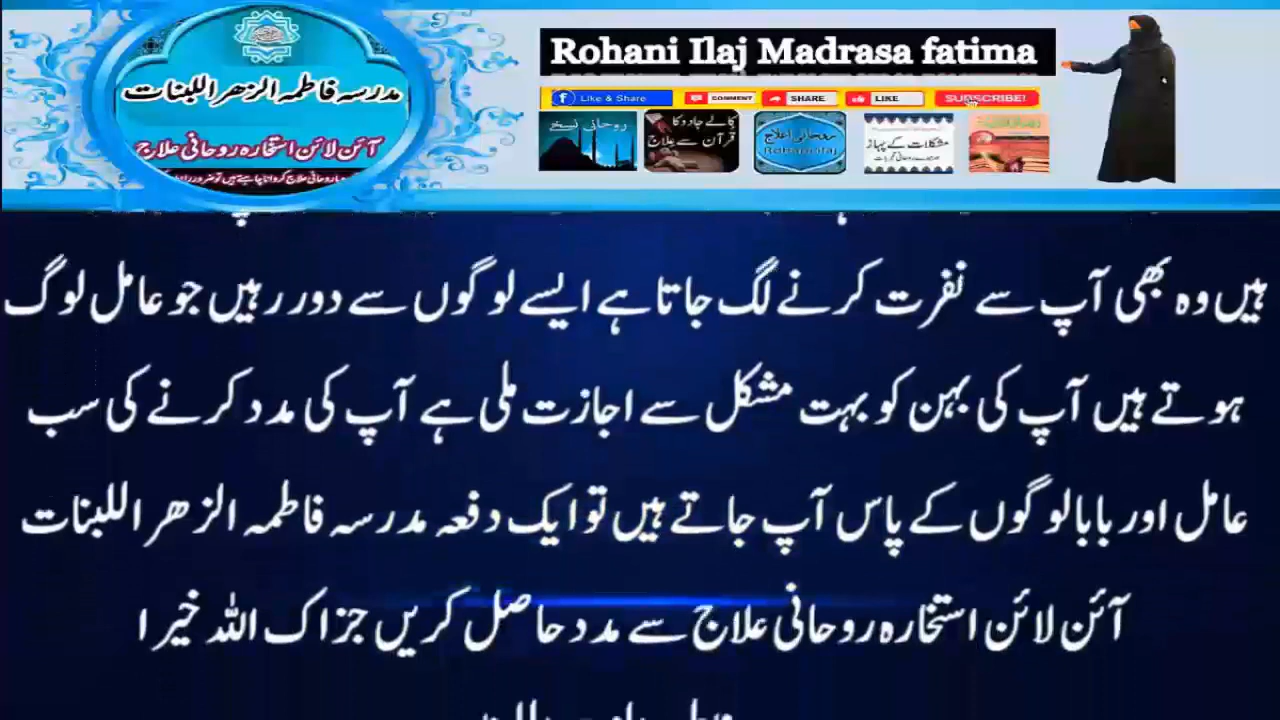 مدرسہ فاطمہ الزھراللبنات
آئن لائن استخارہ روحانی علاج
Rohani Ilaj Madrasa fatima
Like & Share
COMMENT
SHARE
LIKE
SUBSCRIBE!
روحانی نسخے
کالے جادو کا
قرآن سے علاج
روحانی علاج
Rohani ilaj
مشکلات کے پہاڑ
ہیں وہ بھی آپ سے نفرت کرنے لگ جاتا ہے ایسے لوگوں سے دور رہیں جو عامل لوگ
ہوتے ہیں آپ کی بہن کو بہت مشکل سے اجازت ملی ہے آپ کی مدد کرنے کی سب
عامل اور بابا لوگوں کے پاس آپ جاتے ہیں تو ایک دفعہ مدرسہ فاطمہ الزھراللبنات
آئن لائن استخارہ روحانی علاج سے مدد حاصل کریں جزاک اللہ خیرا